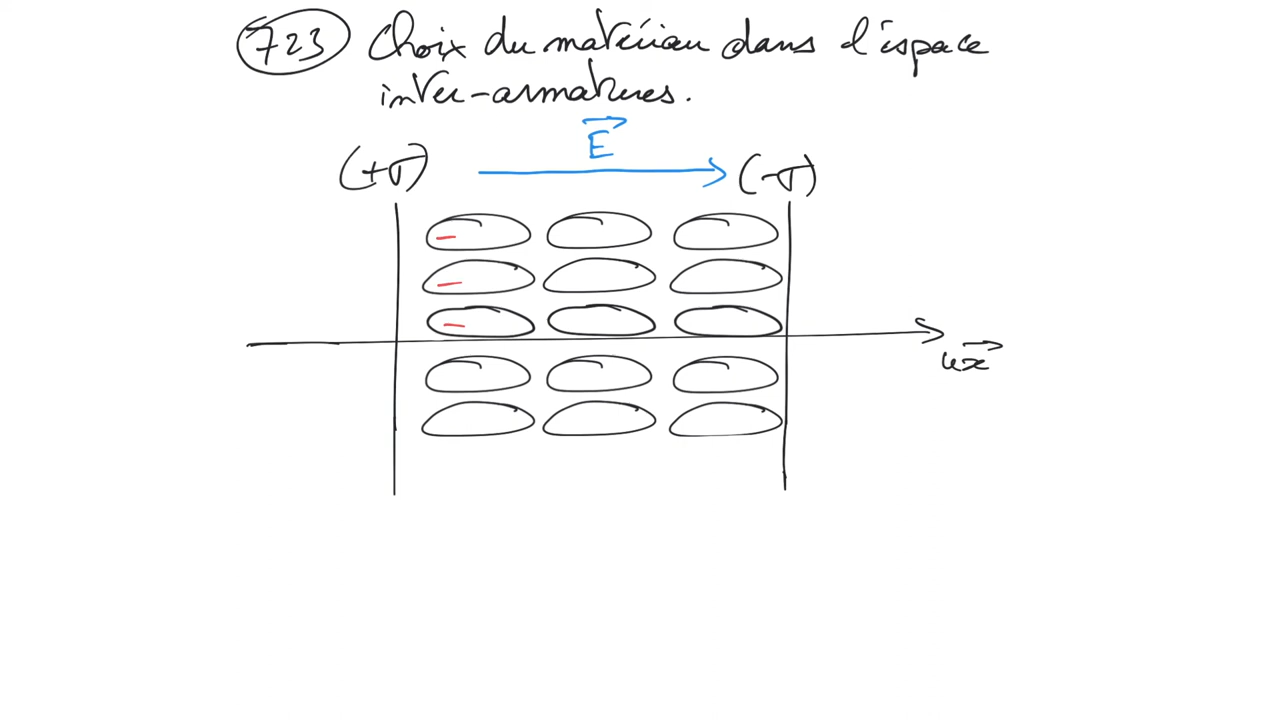 723 Choix du matériau dans l'espace
inter-armatures.
E
(+σ) (-σ)
- 
-
-
ux